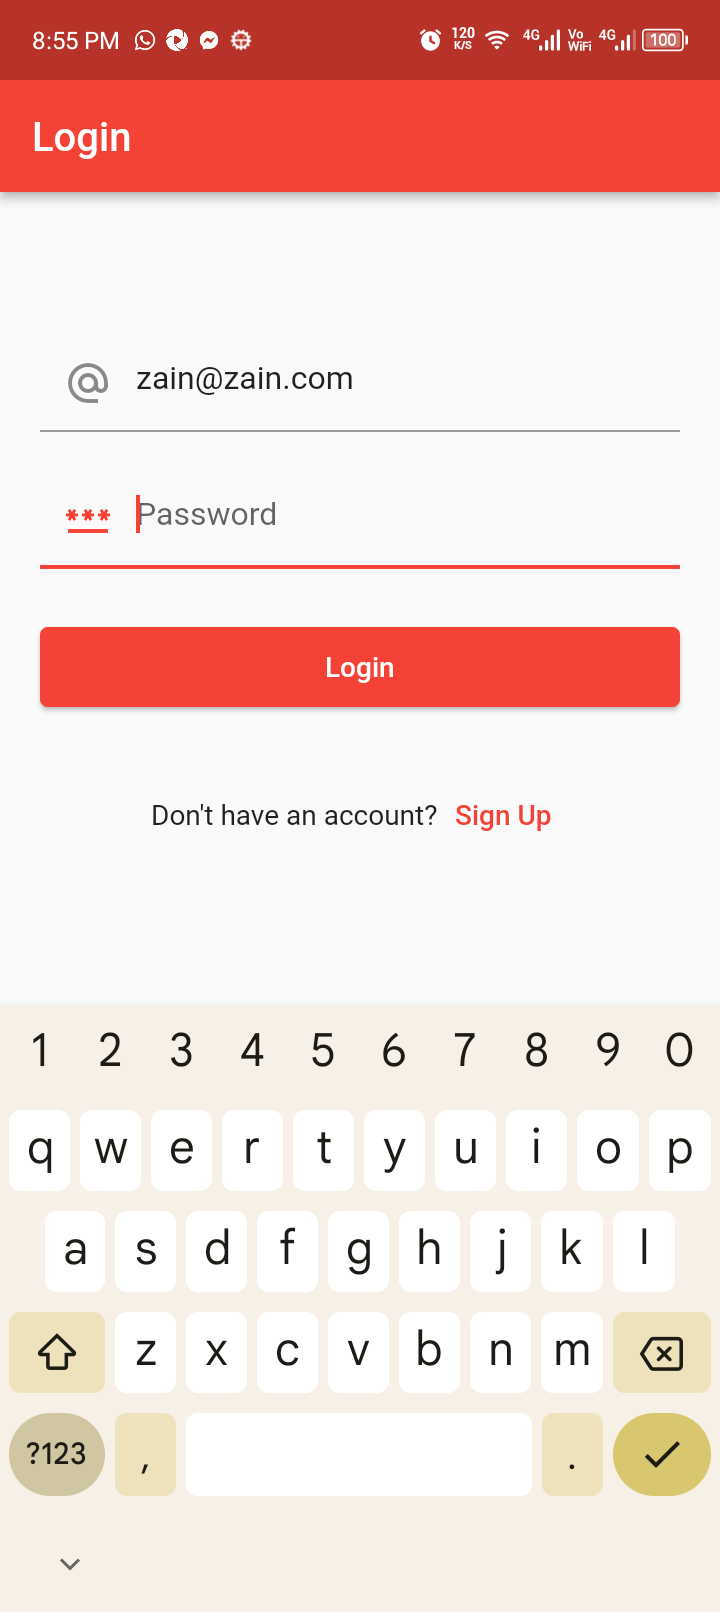 8:55 PM 120 K/S 4G Vo WiFi 4G 100
Login
zain@zain.com
*** Password
Login
Don't have an account? Sign Up
1 2 3 4 5 6 7 8 9 0
q w e r t y u i o p
a s d f g h j k l
z x c v b n m
?123 , .